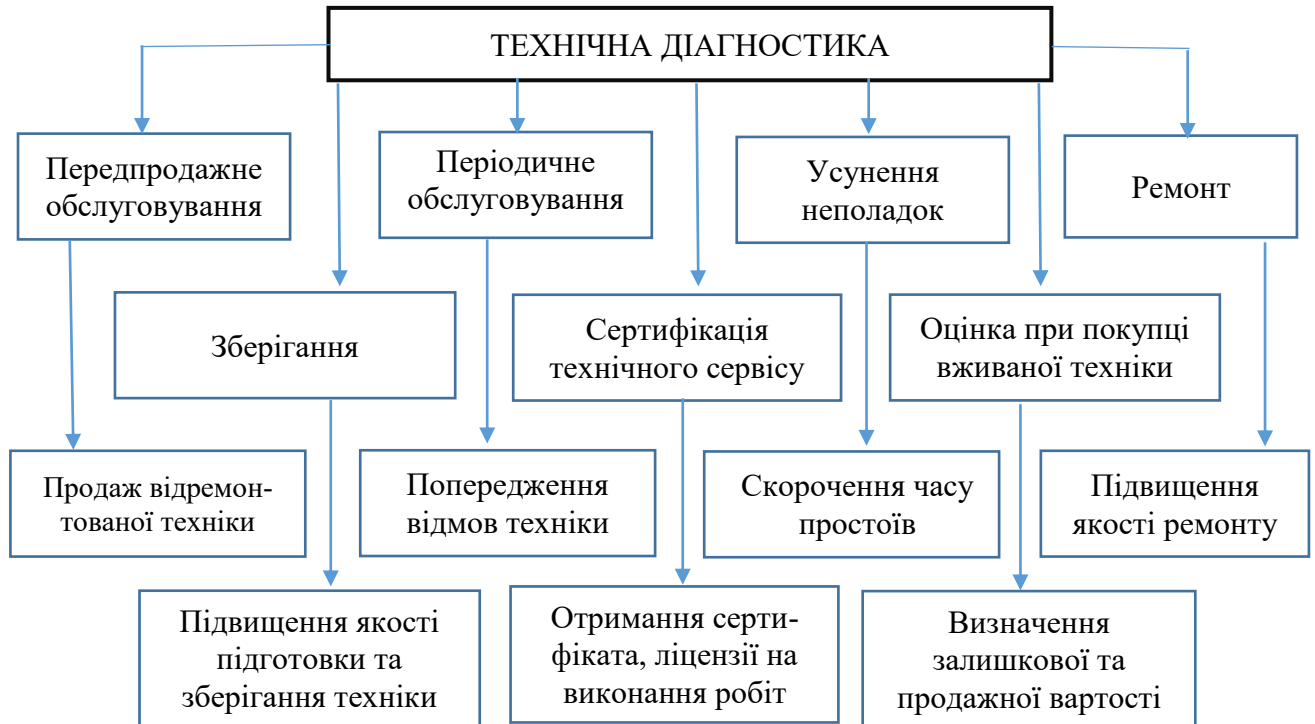 ТЕХНІЧНА ДІАГНОСТИКА
Передпродажне
обслуговування
Періодичне
обслуговування
Усунення
неполадок
Ремонт
Зберігання
Сертифікація
технічного сервісу
Оцінка при покупці
вживаної техніки
Продаж відремон-
тованої техніки
Попередження
відмов техніки
Скорочення часу
простоїв
Підвищення
якості ремонту
Підвищення якості
підготовки та
зберігання техніки
Отримання серти-
фіката, ліцензії на
виконання робіт
Визначення
залишкової та
продажної вартості